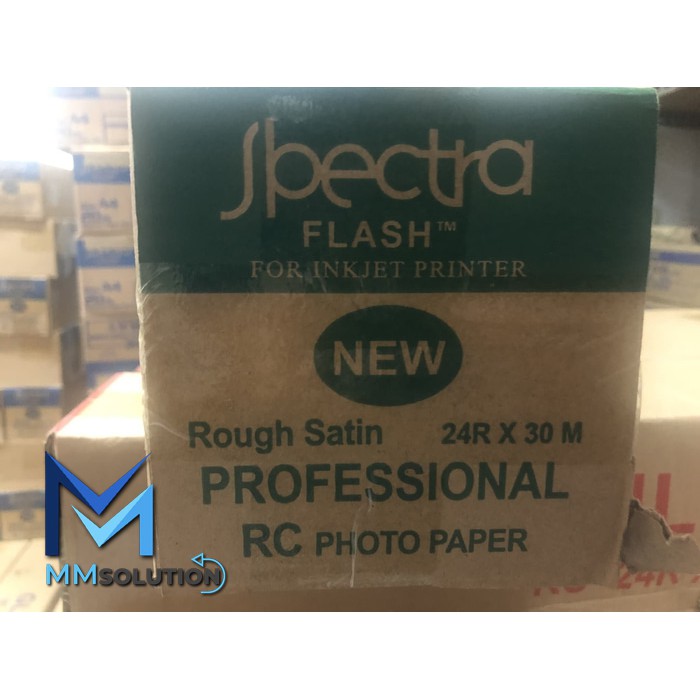 Spectra
FLASH™
FOR INKJET PRINTER
NEW
Rough Satin 24R X 30 M
PROFESSIONAL
RC PHOTO PAPER
MMSOLUTION